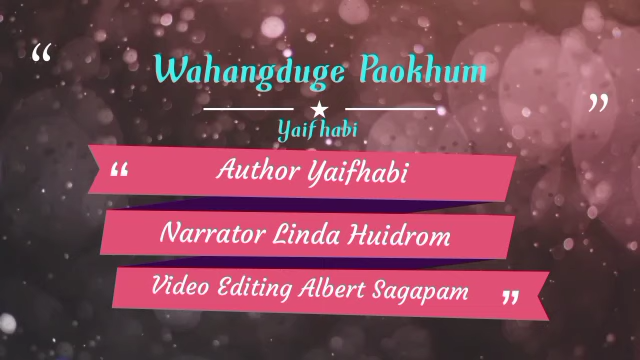 “
Wahangduge Paokhum
”
Yaifhabi
“ Author Yaifhabi
Narrator Linda Huidrom
Video Editing Albert Sagapam ”